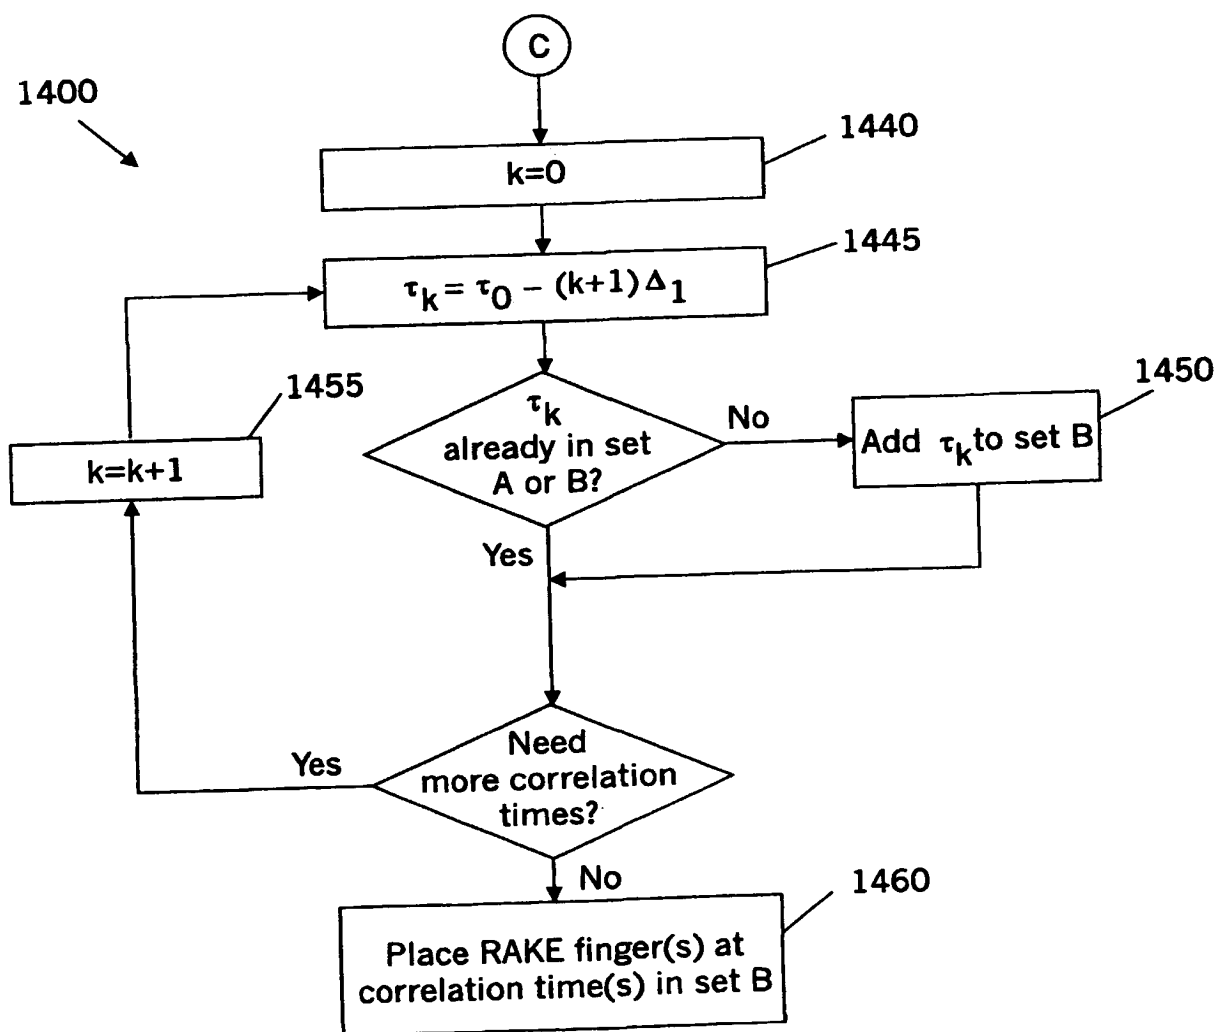 C
1400
1440
k=0
1445
τk = τ0 – (k+1) Δ1
1455
k=k+1
τk
already in set
A or B?
No
1450
Add τk to set B
Yes
Need
more correlation
times?
Yes
No
1460
Place RAKE finger(s) at
correlation time(s) in set B